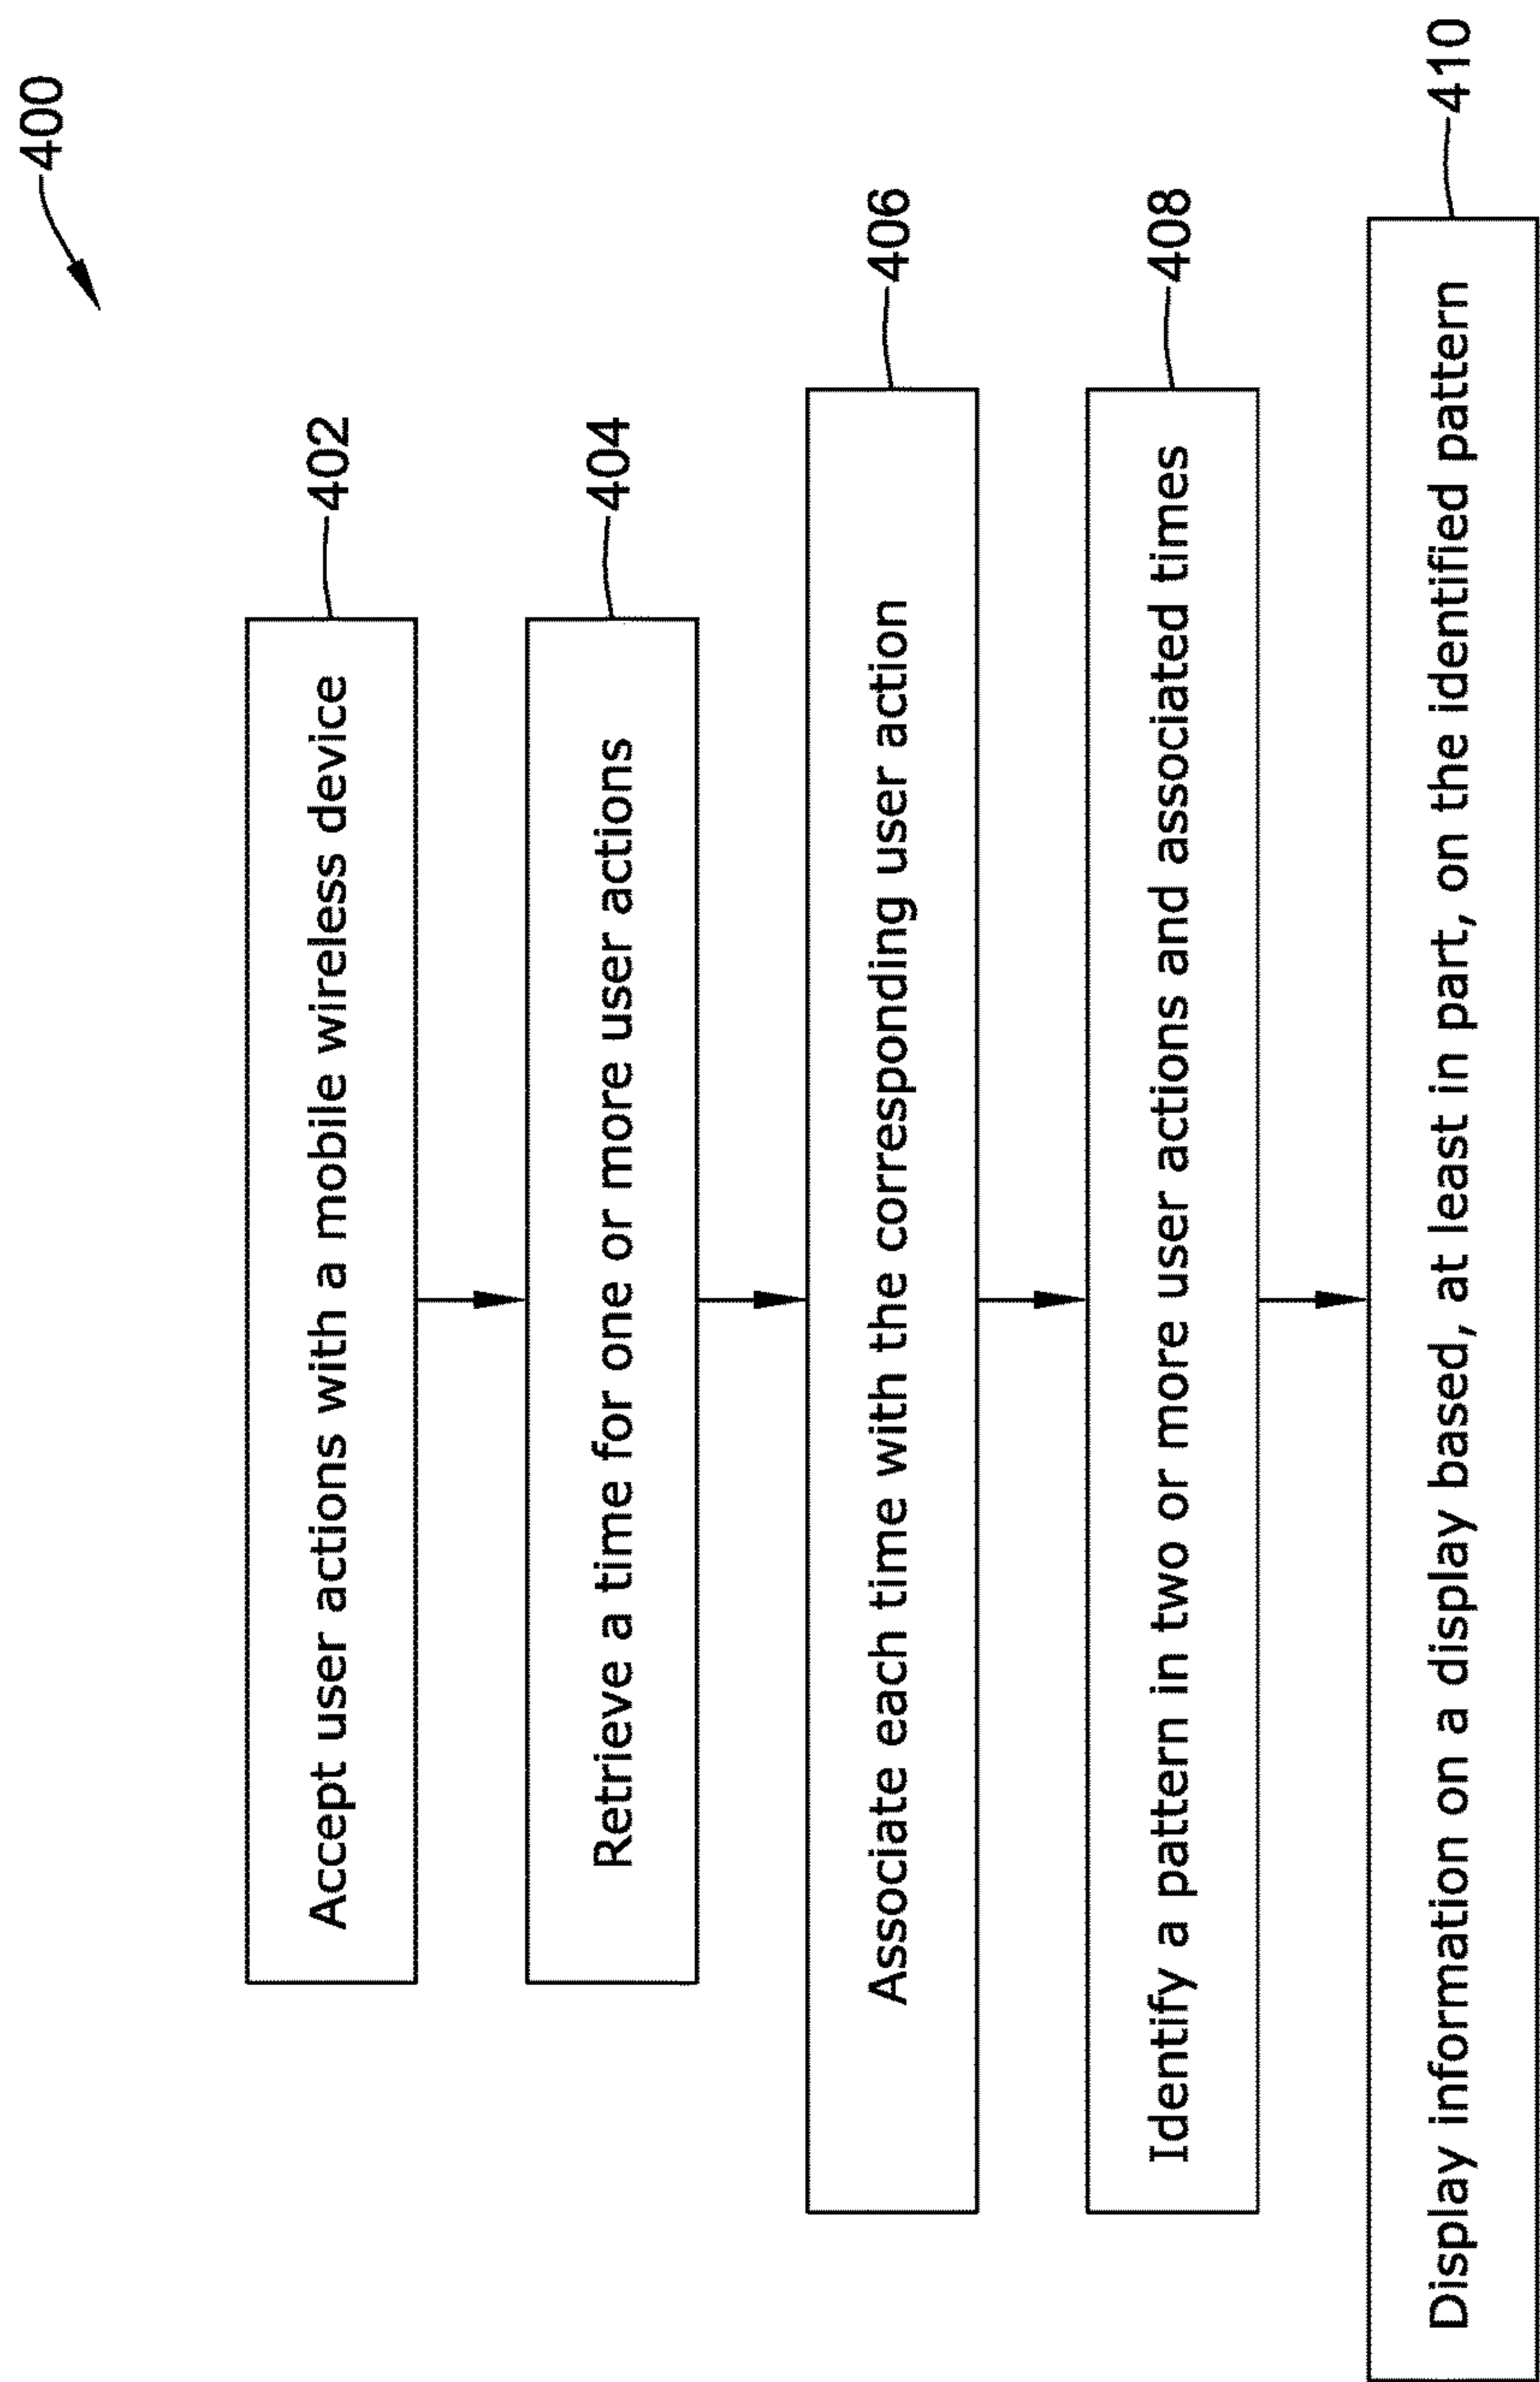 400
Accept user actions with a mobile wireless device
402
Retrieve a time for one or more user actions
404
Associate each time with the corresponding user action
406
Identify a pattern in two or more user actions and associated times
408
Display information on a display based, at least in part, on the identified pattern
410